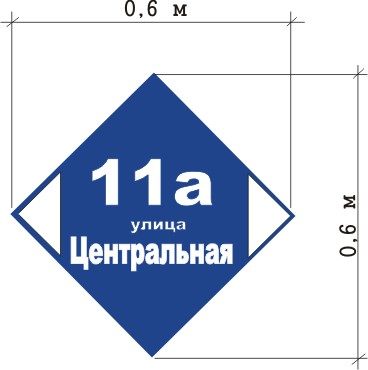 0,6 м
11а
улица
Центральная
0,6 м